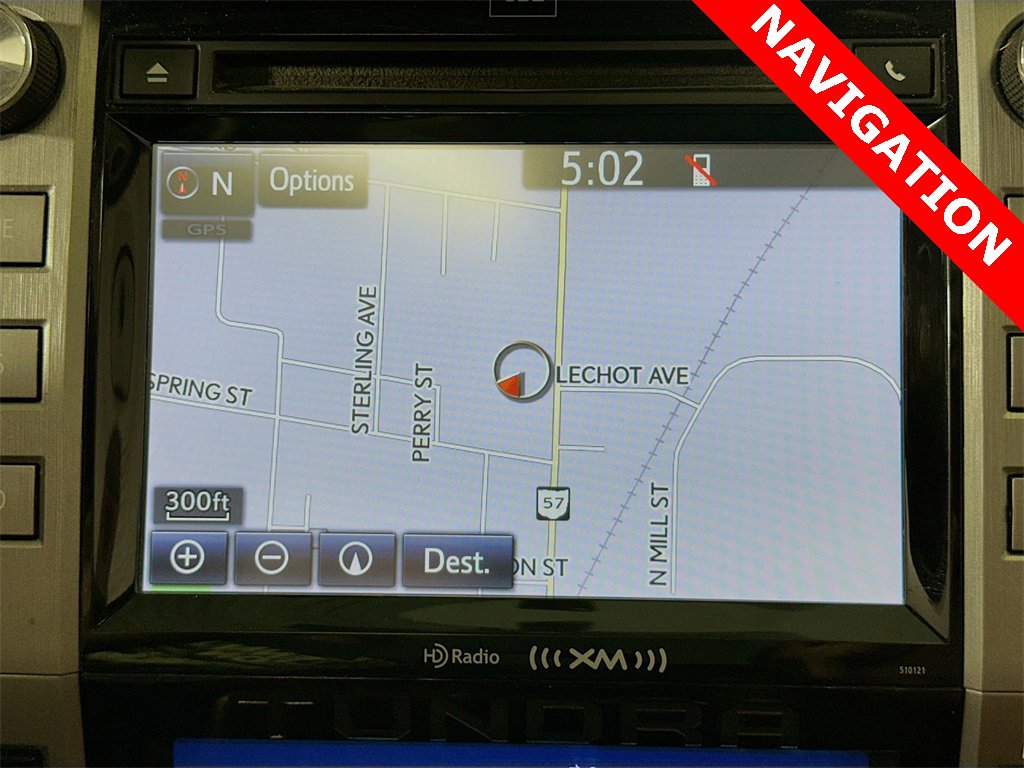 NAVIGATION
5:02
N
Options
GPS
STERLING AVE
LECHOT AVE
PERRY ST
SPRING ST
300ft
57
N MILL ST
Dest.
ON ST
HD Radio
XM
510121
TUNDRA